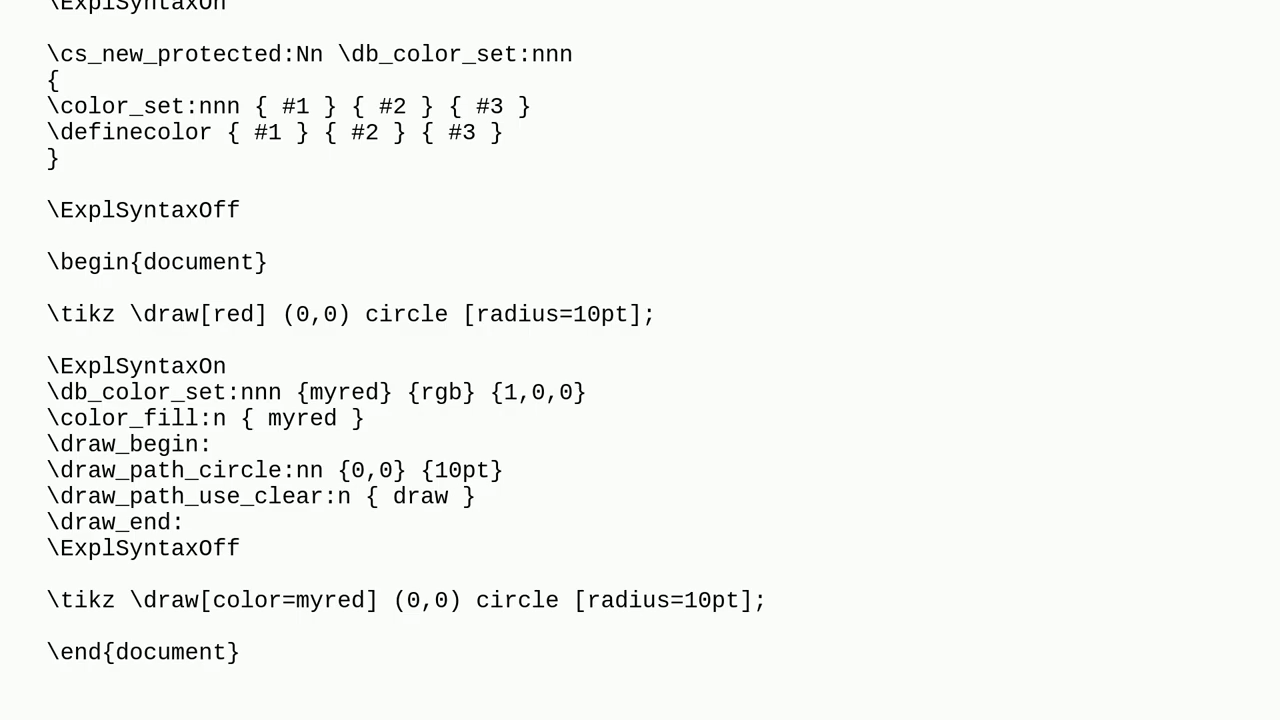 \ExplSyntaxOn
\cs_new_protected:Nn \db_color_set:nnn
{
\color_set:nnn { #1 } { #2 } { #3 }
\definecolor { #1 } { #2 } { #3 }
}
\ExplSyntaxOff
\begin{document}
\tikz \draw[red] (0,0) circle [radius=10pt];
\ExplSyntaxOn
\db_color_set:nnn {myred} {rgb} {1,0,0}
\color_fill:n { myred }
\draw_begin:
\draw_path_circle:nn {0,0} {10pt}
\draw_path_use_clear:n { draw }
\draw_end:
\ExplSyntaxOff
\tikz \draw[color=myred] (0,0) circle [radius=10pt];
\end{document}